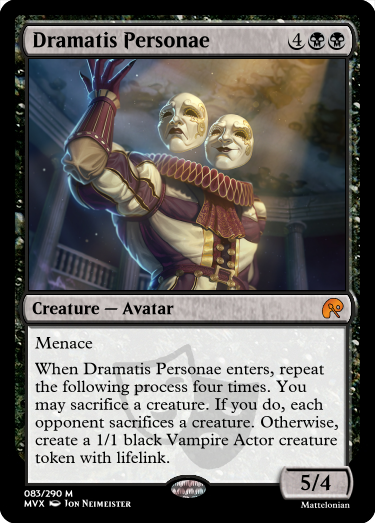 Dramatis Personae 4
Creature — Avatar
Menace
When Dramatis Personae enters, repeat
the following process four times. You
may sacrifice a creature. If you do, each
opponent sacrifices a creature. Otherwise,
create a 1/1 black Vampire Actor creature
token with lifelink.
5/4
083/290 M
MVX Jon Neimeister
Mattelonian